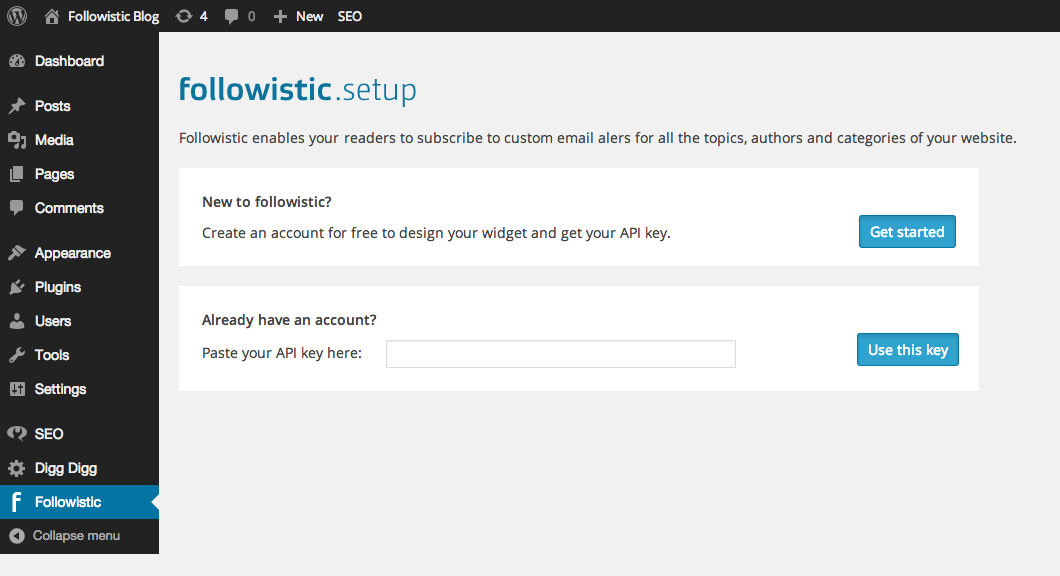 Followistic Blog 4 0 New SEO
Dashboard
Posts
Media
Pages
Comments
Appearance
Plugins
Users
Tools
Settings
SEO
Digg Digg
f Followistic
Collapse menu
followistic.setup
Followistic enables your readers to subscribe to custom email alers for all the topics, authors and categories of your website.
New to followistic?
Create an account for free to design your widget and get your API key.
Get started
Already have an account?
Paste your API key here:
Use this key